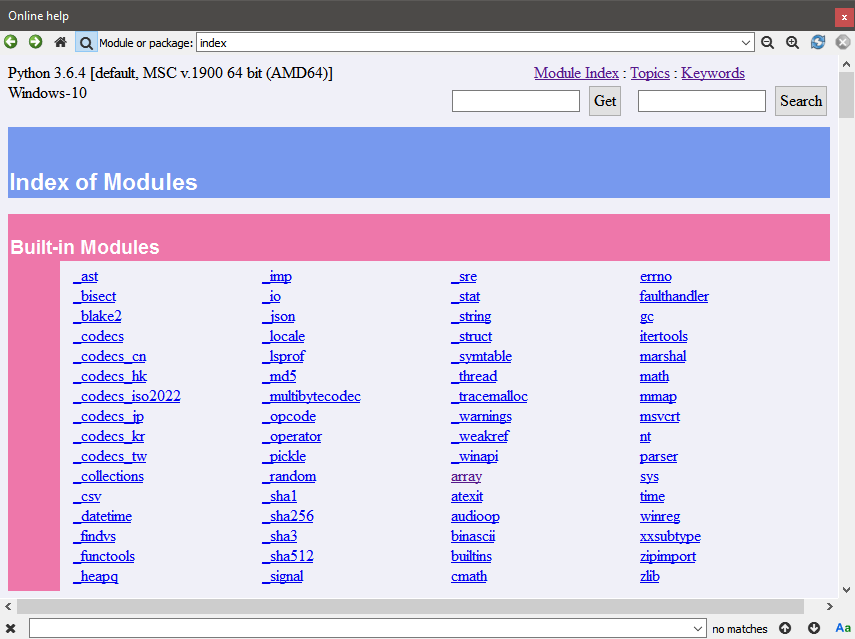 Online help
x
Module or package: index
Python 3.6.4 [default, MSC v.1900 64 bit (AMD64)]
Windows-10
Module Index : Topics : Keywords
Get Search
Index of Modules
Built-in Modules
_ast _imp _sre errno
_bisect _io _stat faulthandler
_blake2 _json _string gc
_codecs _locale _struct itertools
_codecs_cn _lsprof _symtable marshal
_codecs_hk _md5 _thread math
_codecs_iso2022 _multibytecodec _tracemalloc mmap
_codecs_jp _opcode _warnings msvcrt
_codecs_kr _operator _weakref nt
_codecs_tw _pickle _winapi parser
_collections _random array sys
_csv _sha1 atexit time
_datetime _sha256 audioop winreg
_findvs _sha3 binascii xxsubtype
_functools _sha512 builtins zipimport
_heapq _signal cmath zlib
no matches Aa